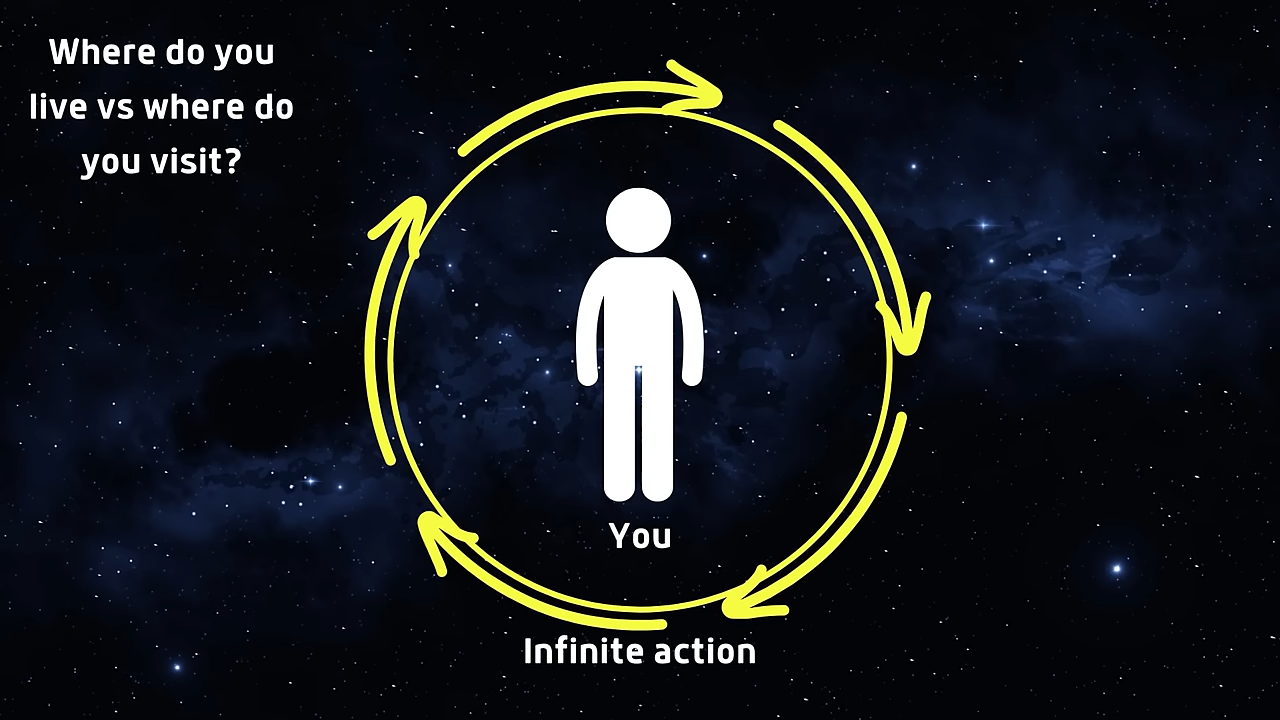 Where do you
live vs where do
you visit?
You
Infinite action